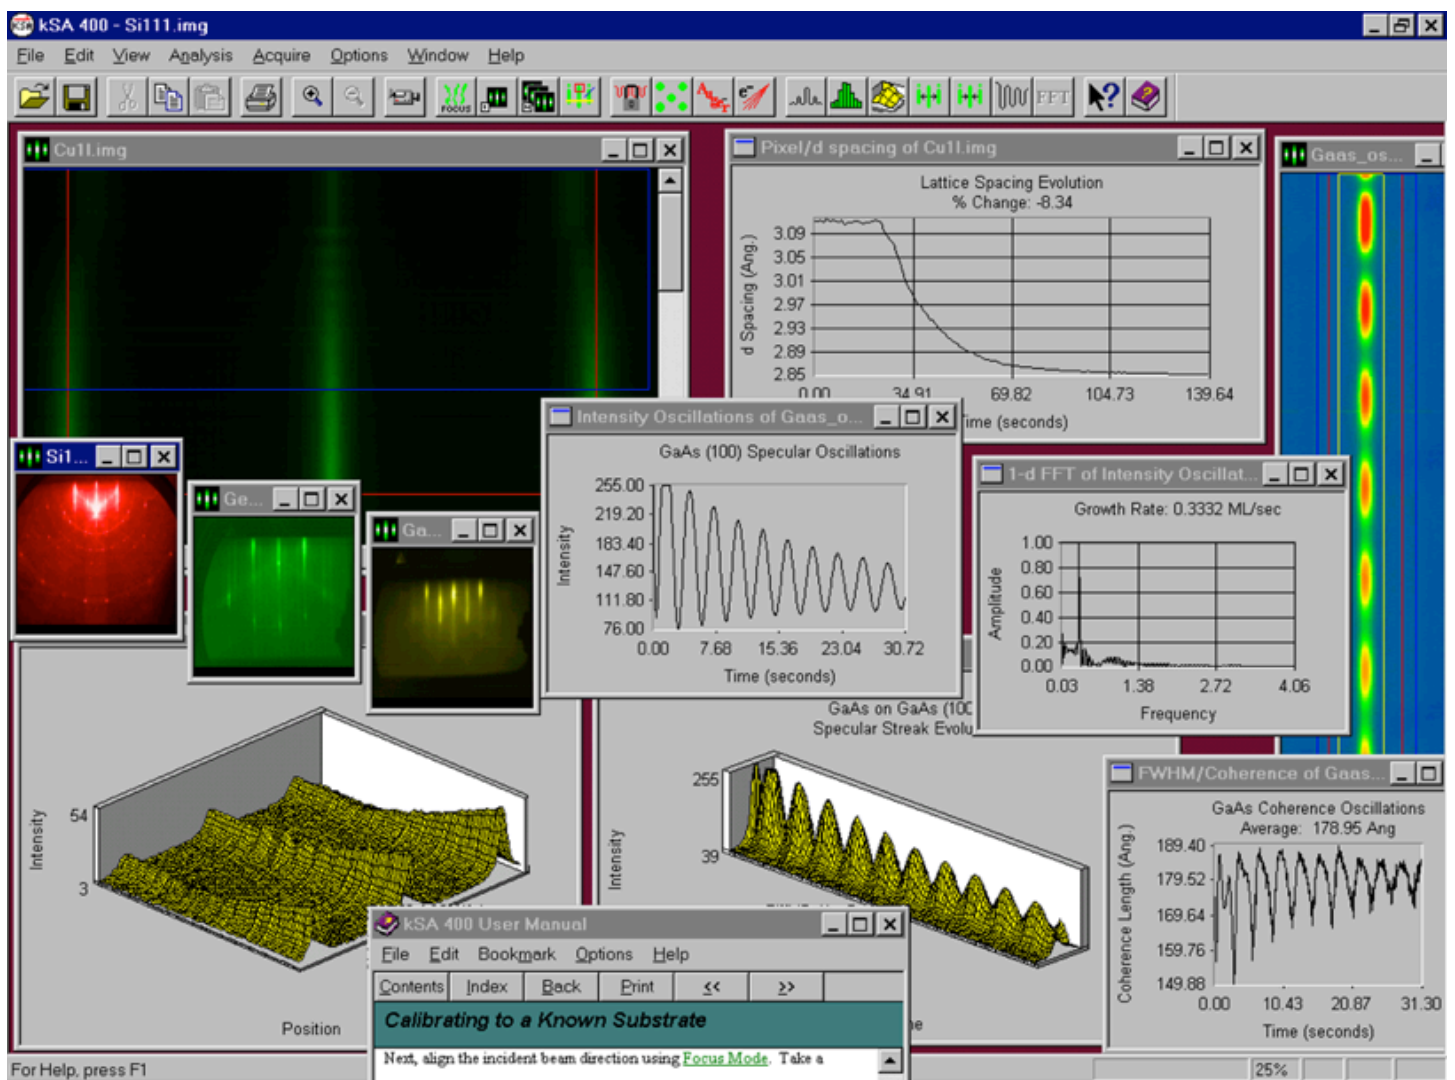 kSA 400 - Si111.img
File Edit View Analysis Acquire Options Window Help
FOCUS
FFT
Cu1I.img
Pixel/d spacing of Cu1I.img
Lattice Spacing Evolution
% Change: -8.34
d Spacing (Ang.)
3.09
3.05
3.01
2.97
2.93
2.89
2.85
0.00 34.91 69.82 104.73 139.64
Time (seconds)
Gaas_os...
Si1...
Ge...
Ga...
Intensity Oscillations of Gaas_o...
GaAs (100) Specular Oscillations
Intensity
255.00
219.20
183.40
147.60
111.80
76.00
0.00 7.68 15.36 23.04 30.72
Time (seconds)
1-d FFT of Intensity Oscillat...
Growth Rate: 0.3332 ML/sec
Amplitude
1.00
0.80
0.60
0.40
0.20
0.00
0.03 1.38 2.72 4.06
Frequency
Intensity
54
3
Position
GaAs on GaAs (100
Specular Streak Evolu
Intensity
255
39
FWHM/Coherence of Gaas...
GaAs Coherence Oscillations
Average: 178.95 Ang
Coherence Length (Ang.)
189.40
179.52
169.64
159.76
149.88
0.00 10.43 20.87 31.30
Time (seconds)
kSA 400 User Manual
File Edit Bookmark Options Help
Contents Index Back Print << >>
Calibrating to a Known Substrate
Next, align the incident beam direction using Focus Mode. Take a
For Help, press F1
25%